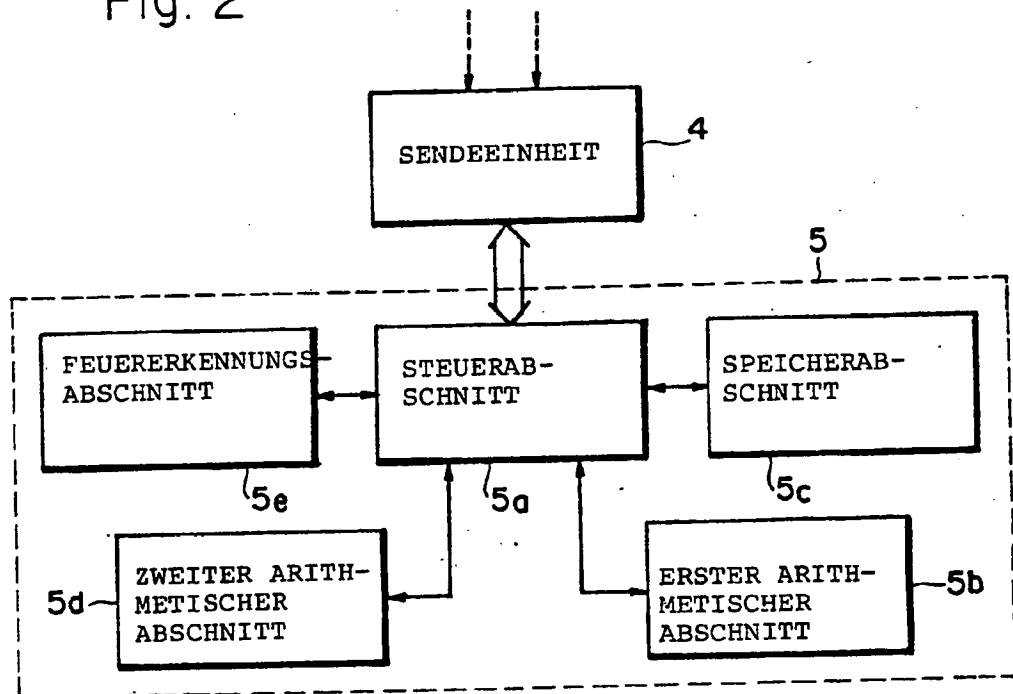 Fig. 2
SENDEEINHEIT
4
5
FEUERERKENNUNGS-
ABSCHNITT
STEUERAB-
SCHNITT
SPEICHERAB-
SCHNITT
5e
5a
5c
ZWEITER ARITH-
METISCHER
ABSCHNITT
5d
ERSTER ARITH-
METISCHER
ABSCHNITT
5b